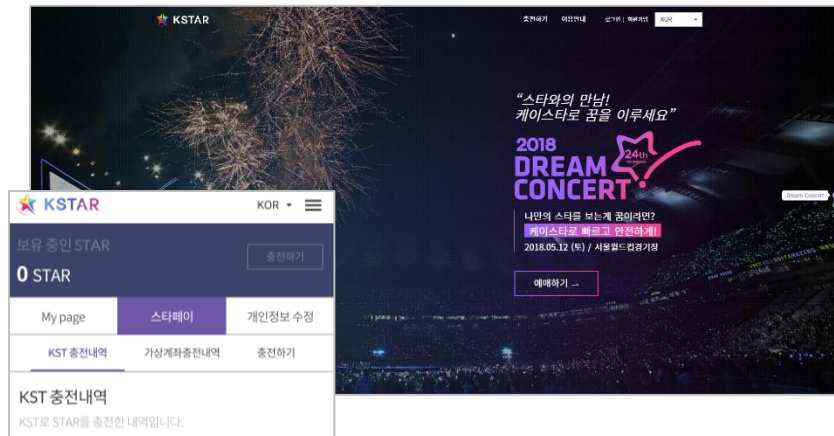 KSTAR
충전하기 이용안내 로그인 | 회원가입 KOR
“스타와의 만남!
케이스타로 꿈을 이루세요”
2018
DREAM
CONCERT
24th
나만의 스타를 보는게 꿈이라면?
케이스타로 빠르고 안전하게!
2018.05.12 (토) / 서울월드컵경기장
예매하기
Dream Concert
KSTAR
KOR
보유 중인 STAR
충전하기
0 STAR
My page 스타페이 개인정보 수정
KST 충전내역 가상계좌충전내역 충전하기
KST 충전내역
KST로 STAR를 충전한 내역입니다.